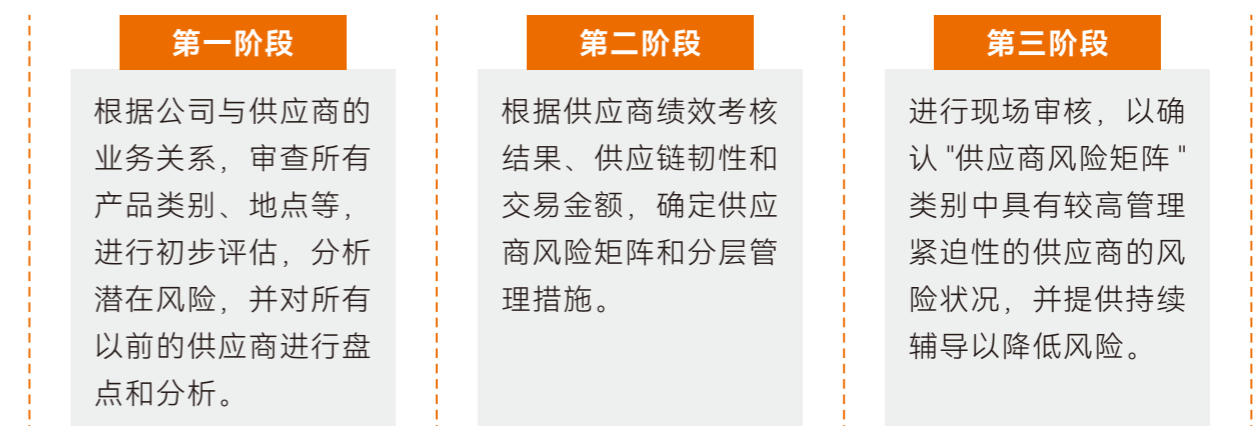 第一阶段
根据公司与供应商的
业务关系，审查所有
产品类别、地点等，
进行初步评估，分析
潜在风险，并对所有
以前的供应商进行盘
点和分析。
第二阶段
根据供应商绩效考核
结果、供应链韧性和
交易金额，确定供应
商风险矩阵和分层管
理措施。
第三阶段
进行现场审核，以确
认 "供应商风险矩阵 "
类别中具有较高管理
紧迫性的供应商的风
险状况，并提供持续
辅导以降低风险。